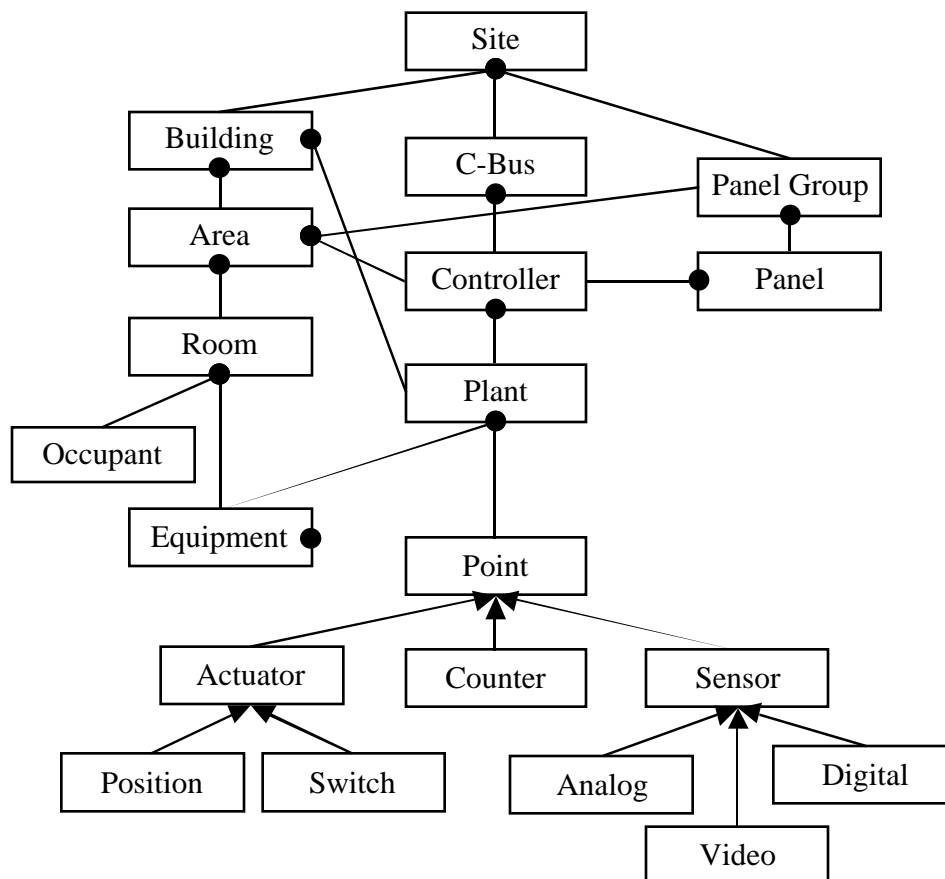 Site
Building
C-Bus
Panel Group
Area
Controller
Panel
Room
Plant
Occupant
Equipment
Point
Actuator
Counter
Sensor
Position
Switch
Analog
Digital
Video